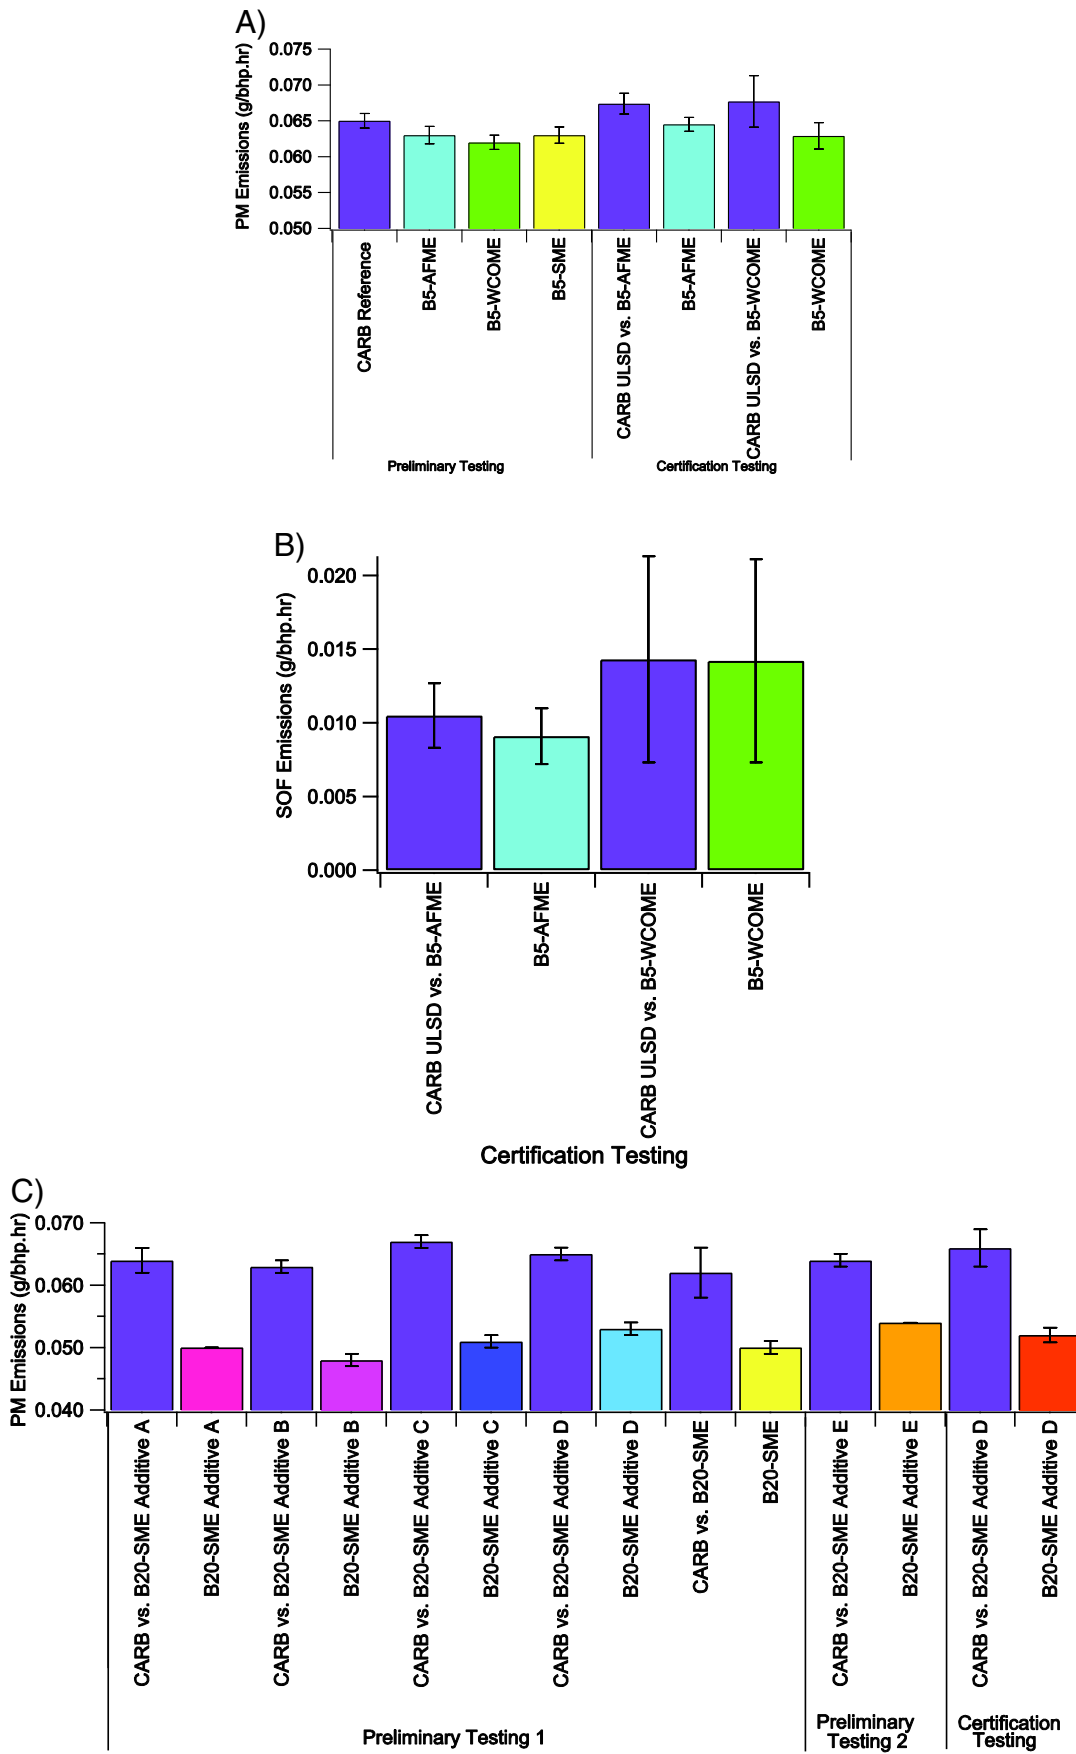 A)
PM Emissions (g/bhp.hr)
0.075
0.070
0.065
0.060
0.055
0.050
CARB Reference
B5-AFME
B5-WCOME
B5-SME
CARB ULSD vs. B5-AFME
B5-AFME
CARB ULSD vs. B5-WCOME
B5-WCOME
Preliminary Testing
Certification Testing
B)
SOF Emissions (g/bhp.hr)
0.020
0.015
0.010
0.005
0.000
CARB ULSD vs. B5-AFME
B5-AFME
CARB ULSD vs. B5-WCOME
B5-WCOME
Certification Testing
C)
PM Emissions (g/bhp.hr)
0.070
0.060
0.050
0.040
CARB vs. B20-SME Additive A
B20-SME Additive A
CARB vs. B20-SME Additive B
B20-SME Additive B
CARB vs. B20-SME Additive C
B20-SME Additive C
CARB vs. B20-SME Additive D
B20-SME Additive D
CARB vs. B20-SME
B20-SME
CARB vs. B20-SME Additive E
B20-SME Additive E
CARB vs. B20-SME Additive D
B20-SME Additive D
Preliminary Testing 1
Preliminary
Testing 2
Certification
Testing